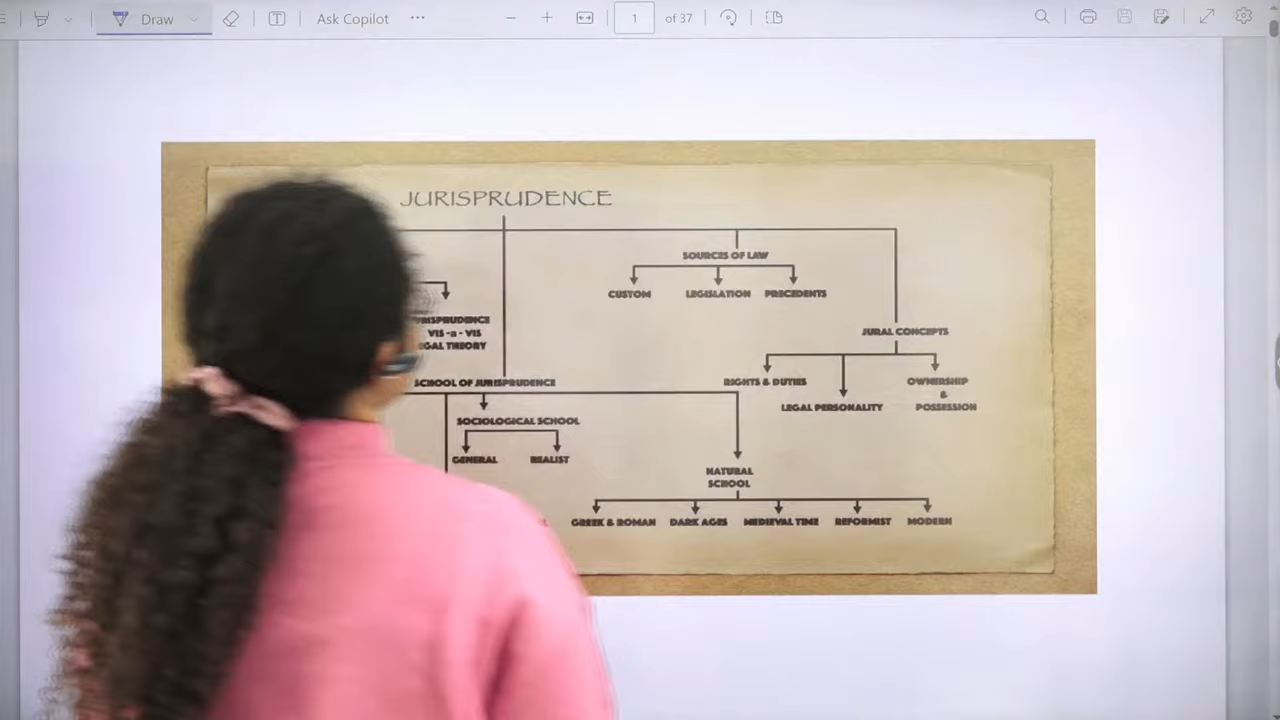 Draw
Ask Copilot
1 of 37
JURISPRUDENCE
SOURCES OF LAW
CUSTOM LEGISLATION PRECEDENTS
VIS -a - VIS
THEORY
JURAL CONCEPTS
SCHOOL OF JURISPRUDENCE
RIGHTS & DUTIES
OWNERSHIP
&
POSSESSION
LEGAL PERSONALITY
SOCIOLOGICAL SCHOOL
GENERAL REALIST
NATURAL
SCHOOL
GREEK & ROMAN DARK AGES MEDIEVAL TIME REFORMIST MODERN